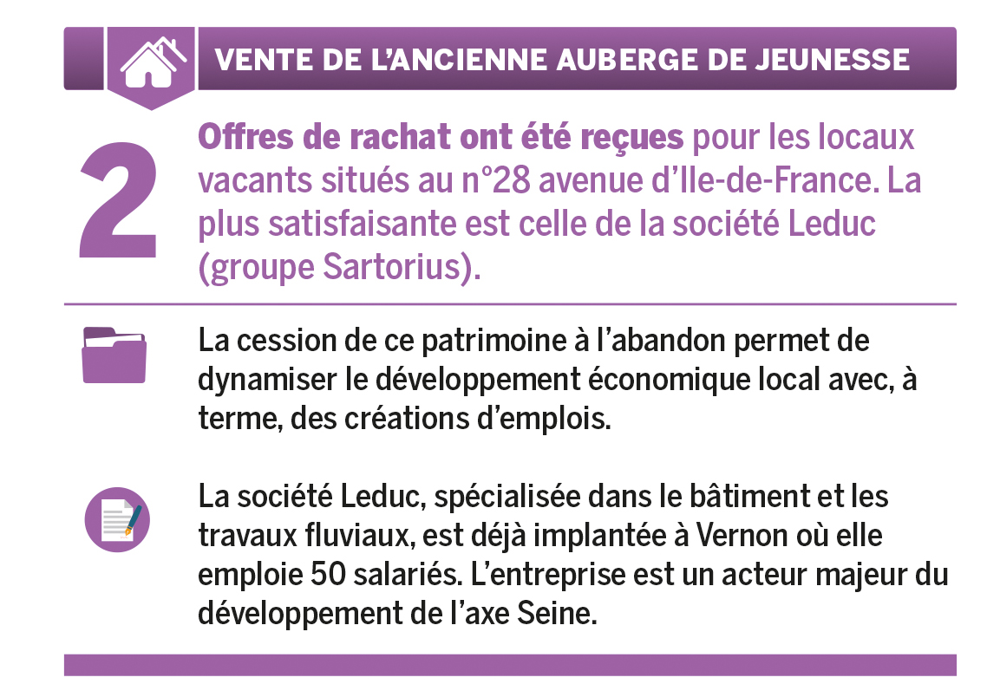 VENTE DE L’ANCIENNE AUBERGE DE JEUNESSE
2
Offres de rachat ont été reçues pour les locaux
vacants situés au n°28 avenue d’Ile-de-France. La
plus satisfaisante est celle de la société Leduc
(groupe Sartorius).
La cession de ce patrimoine à l’abandon permet de
dynamiser le développement économique local avec, à
terme, des créations d’emplois.
La société Leduc, spécialisée dans le bâtiment et les
travaux fluviaux, est déjà implantée à Vernon où elle
emploie 50 salariés. L’entreprise est un acteur majeur du
développement de l’axe Seine.